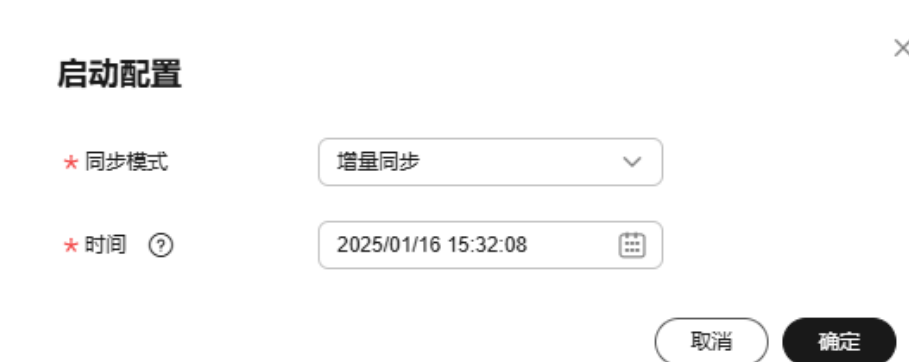 启动配置
* 同步模式 增量同步
* 时间 ? 2025/01/16 15:32:08
取消 确定